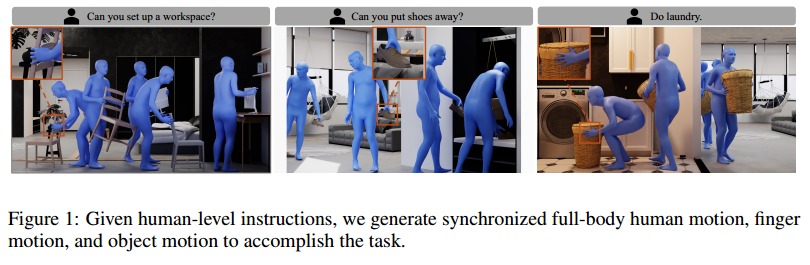 Can you set up a workspace?
Can you put shoes away?
Do laundry.
Figure 1: Given human-level instructions, we generate synchronized full-body human motion, finger
motion, and object motion to accomplish the task.